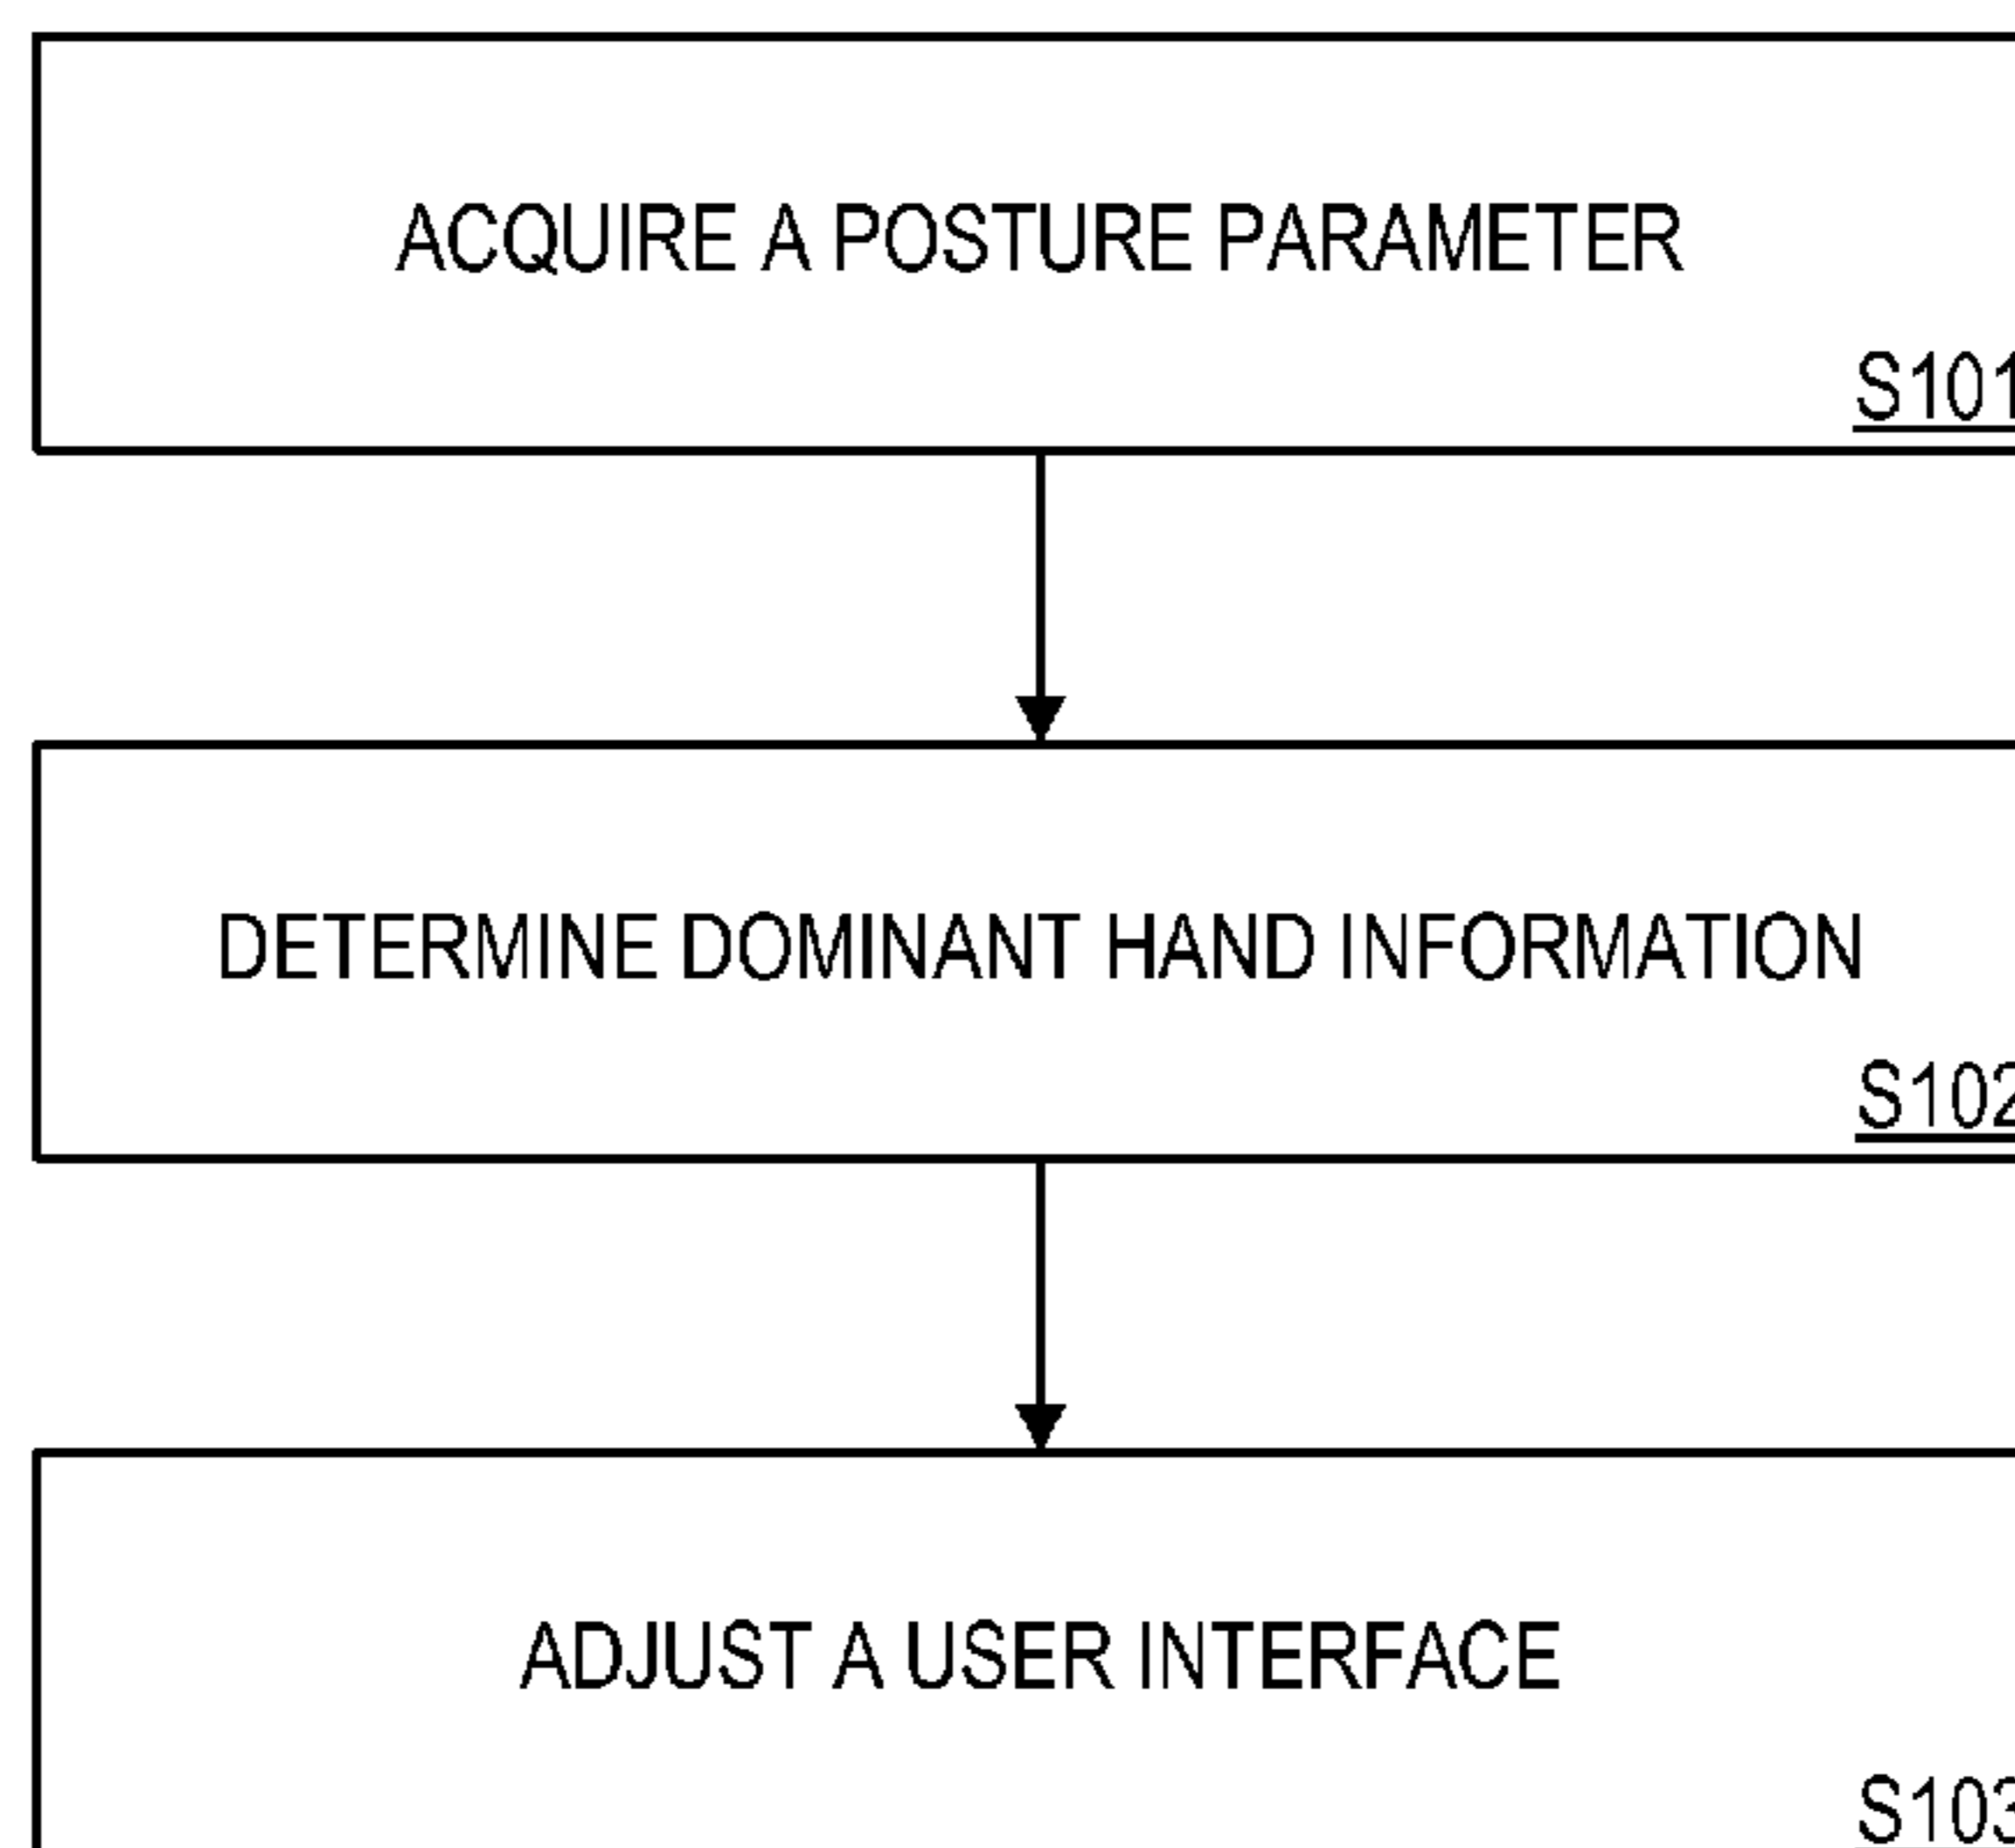 ACQUIRE A POSTURE PARAMETER
S101
DETERMINE DOMINANT HAND INFORMATION
S102
ADJUST A USER INTERFACE
S103